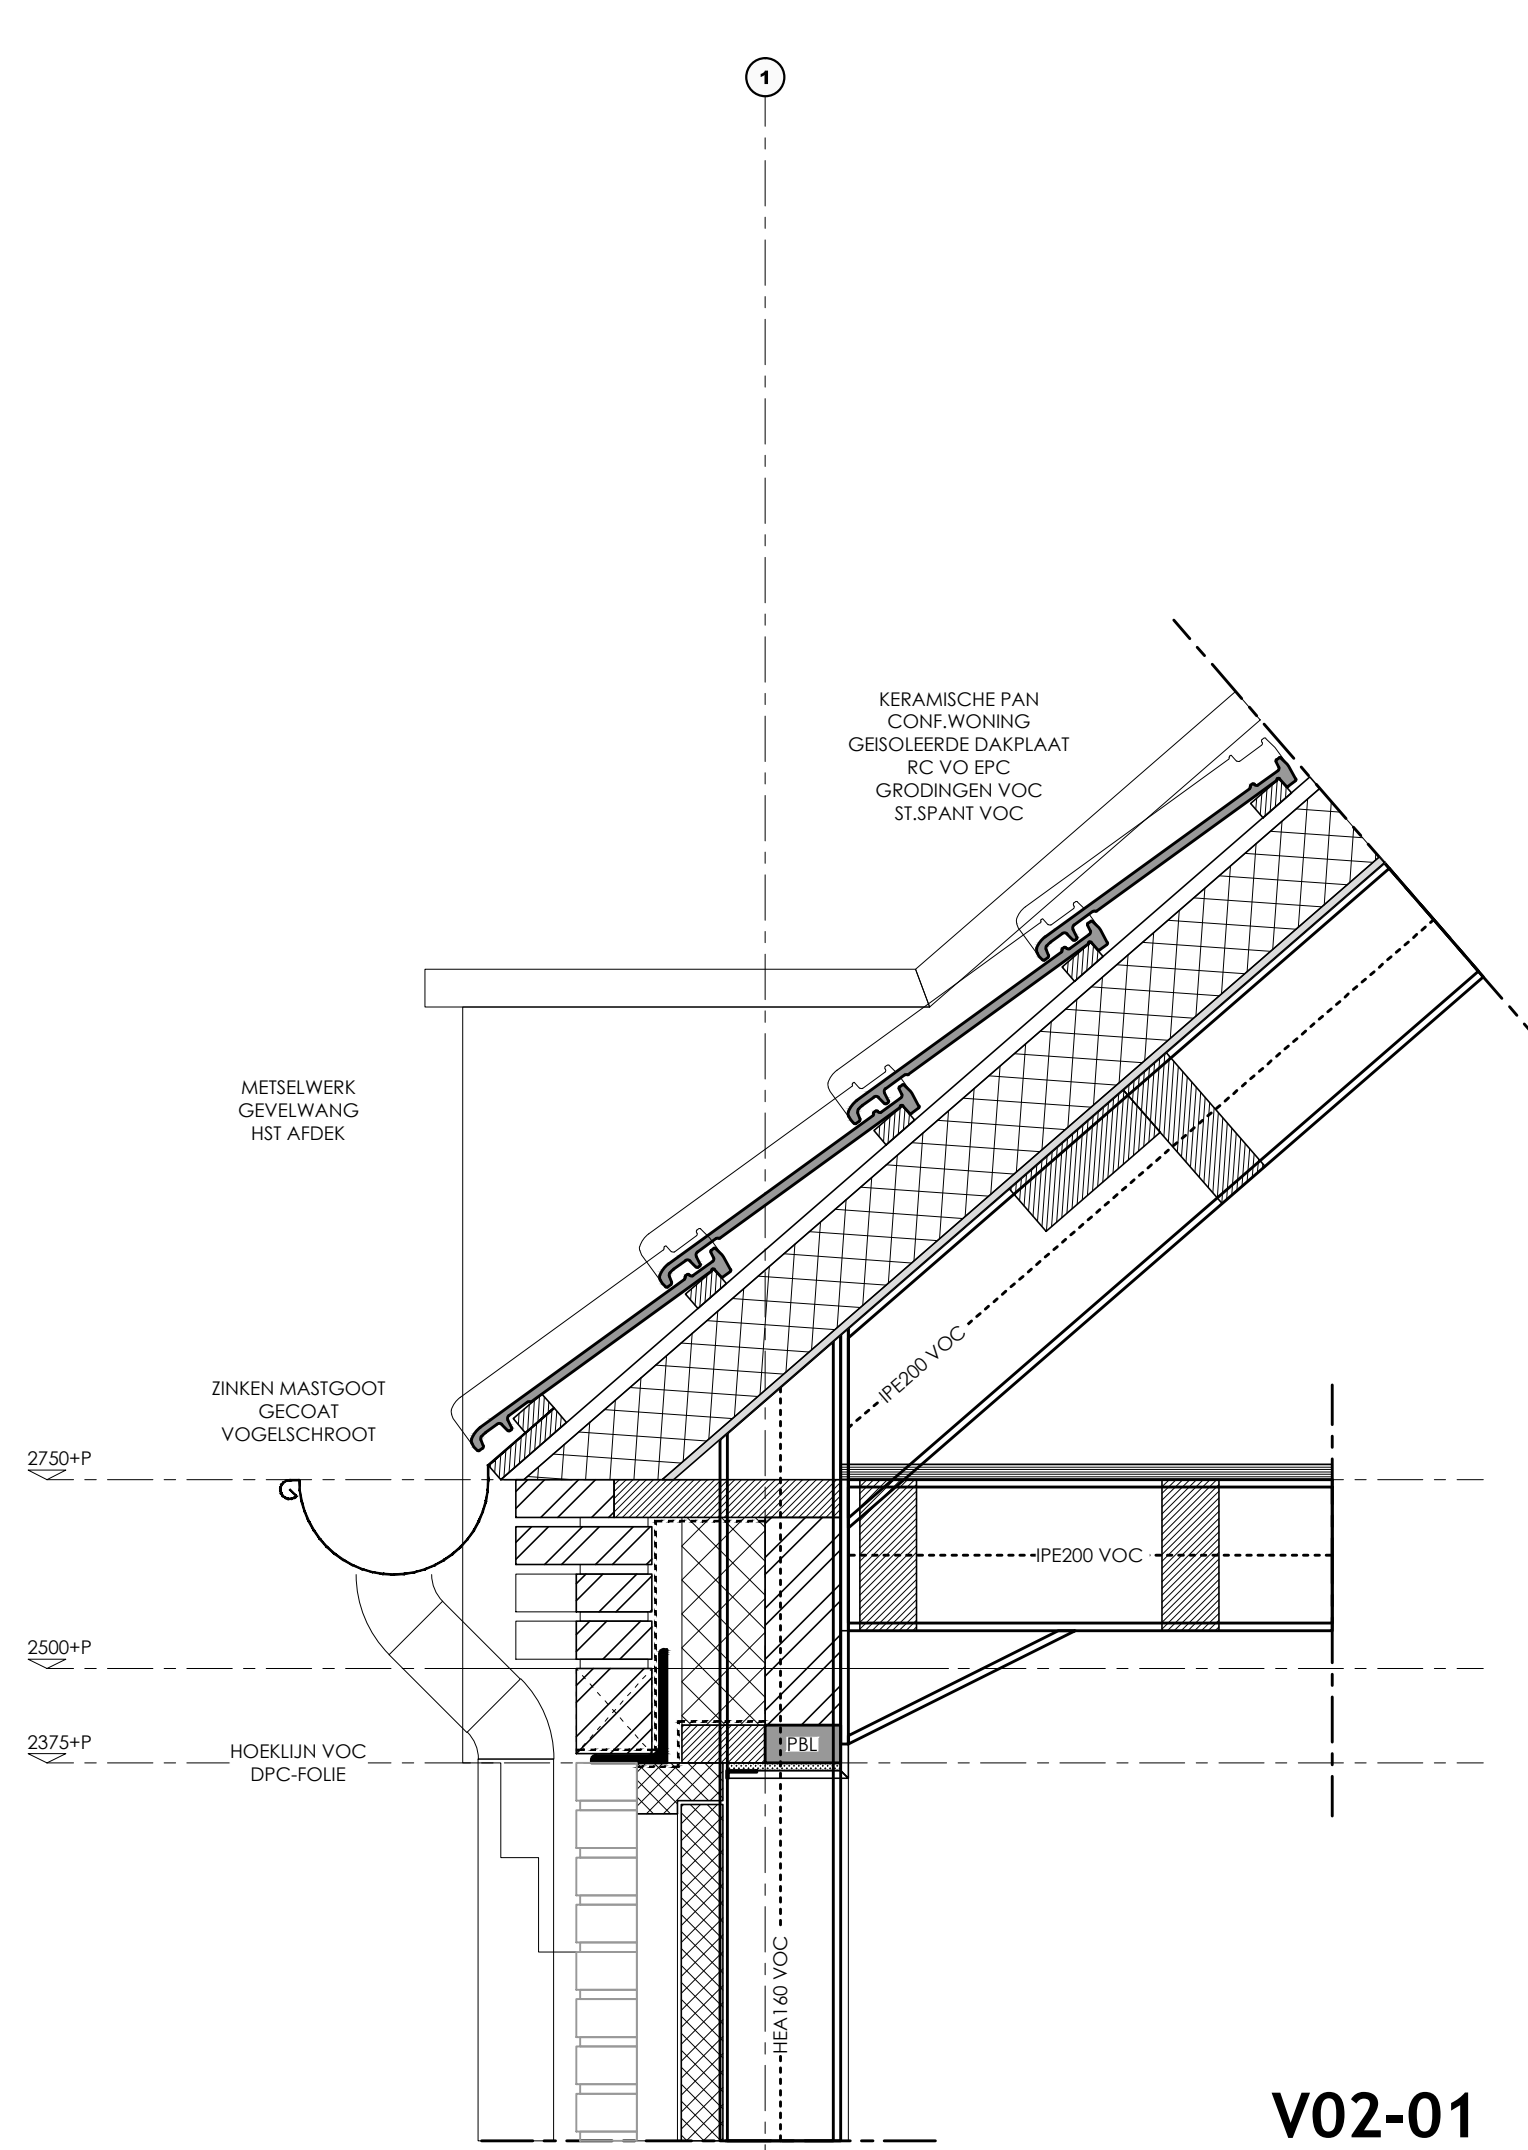 1
KERAMISCHE PAN
CONF.WONING
GEISOLEERDE DAKPLAAT
RC VO EPC
GRODINGEN VOC
ST.SPANT VOC
METSELWERK
GEVELWANG
HST AFDEK
IPE200 VOC
ZINKEN MASTGOOT
GECOAT
VOGELSCHROOT
2750+P
IPE200 VOC
2500+P
2375+P
HOEKLIJN VOC
DPC-FOLIE
PBL
HEA160 VOC
V02-01